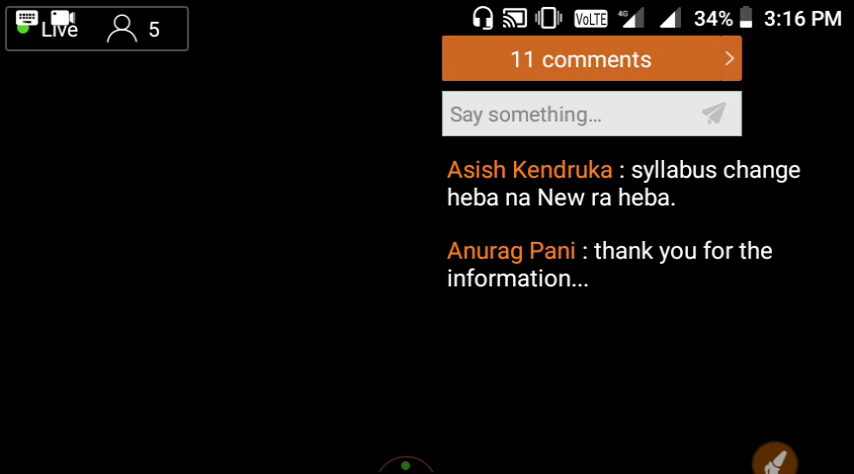 Live 5
VoLTE 4G 34% 3:16 PM
11 comments
Say something...
Asish Kendruka : syllabus change
heba na New ra heba.
Anurag Pani : thank you for the
information...